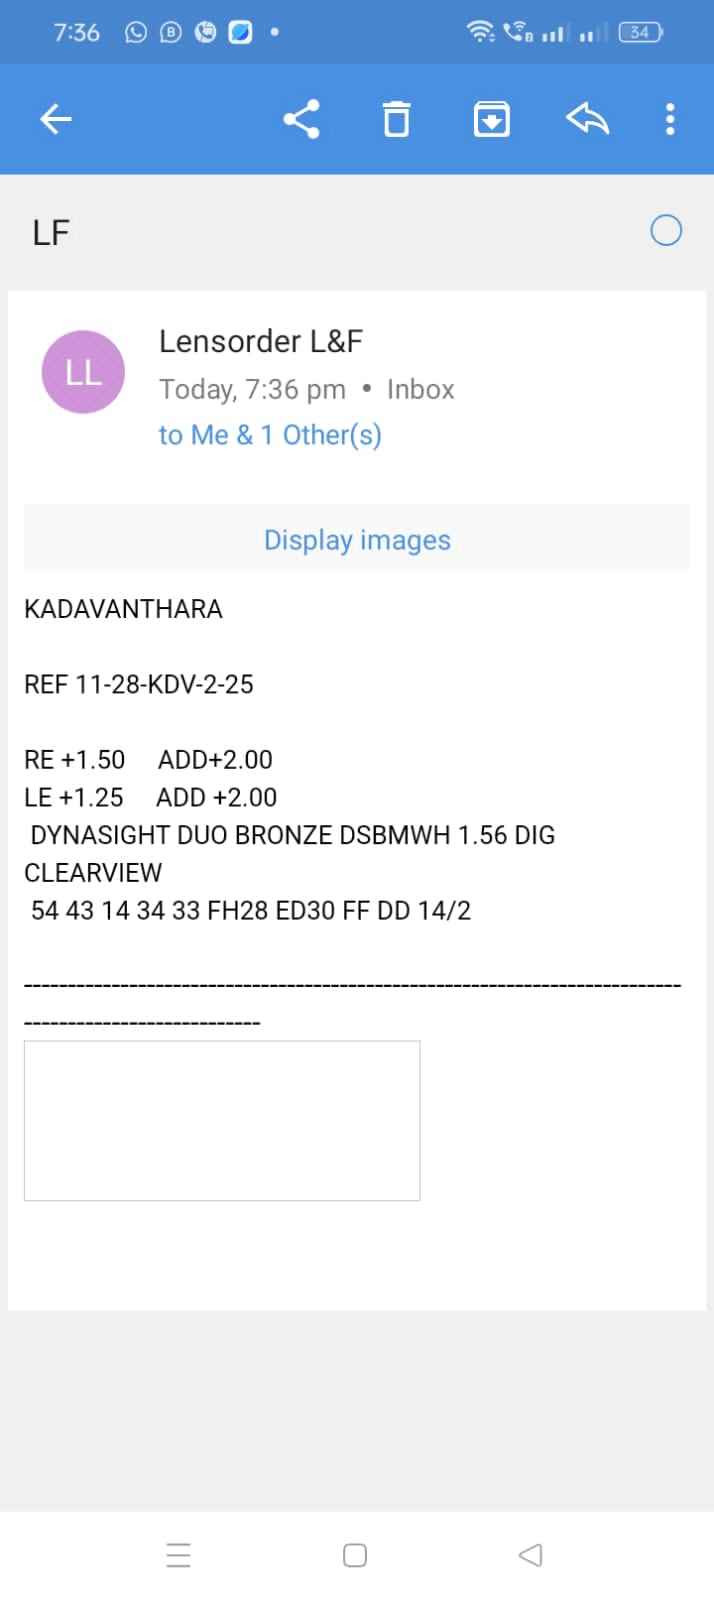 7:36
34
LF
LL
Lensorder L&F
Today, 7:36 pm • Inbox
to Me & 1 Other(s)
Display images
KADAVANTHARA
REF 11-28-KDV-2-25
RE +1.50 ADD+2.00
LE +1.25 ADD +2.00
DYNASIGHT DUO BRONZE DSBMWH 1.56 DIG
CLEARVIEW
54 43 14 34 33 FH28 ED30 FF DD 14/2
---------------------------------------------------------------------------
---------------------------